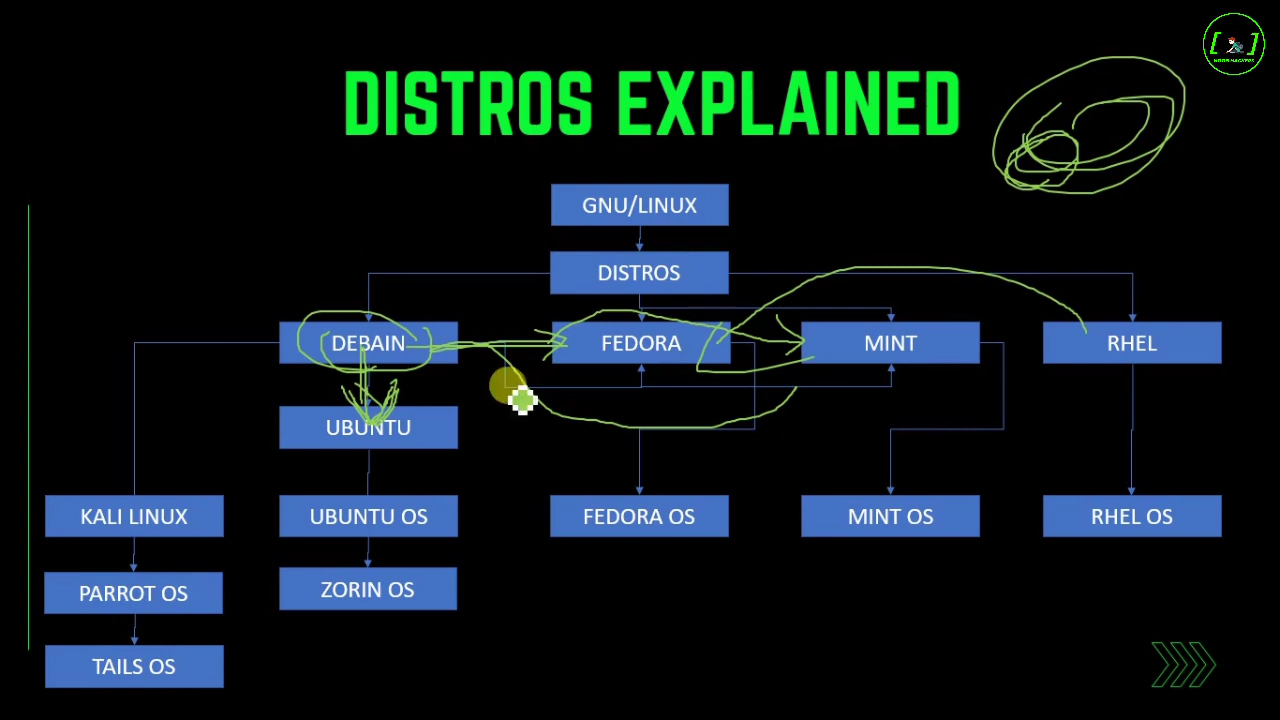 DISTROS EXPLAINED
GNU/LINUX
DISTROS
DEBAIN
FEDORA
MINT
RHEL
UBUNTU
KALI LINUX
UBUNTU OS
FEDORA OS
MINT OS
RHEL OS
PARROT OS
ZORIN OS
TAILS OS